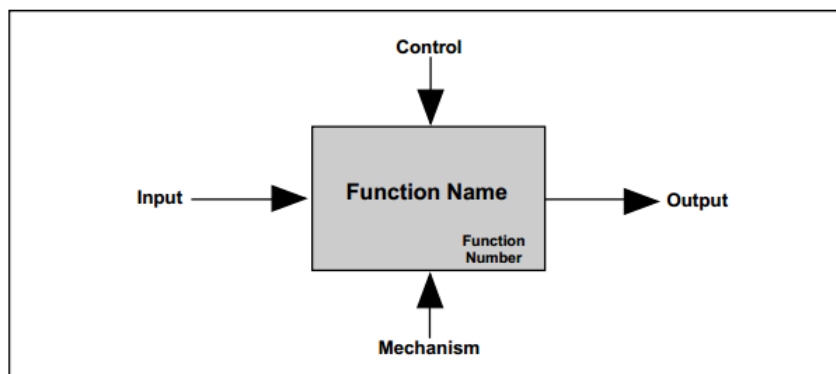 Control
Input
Function Name
Output
Function
Number
Mechanism